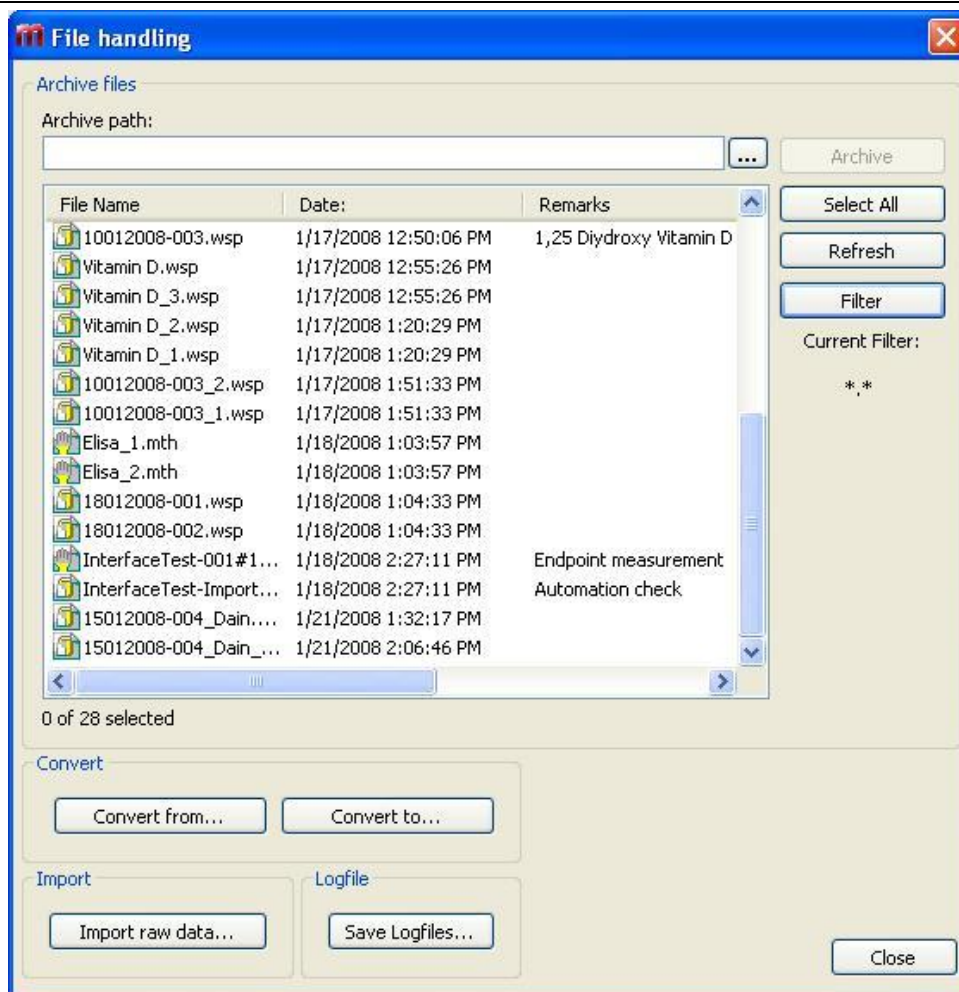 File handling
Archive files
Archive path:
... Archive
File Name Date: Remarks Select All
10012008-003.wsp 1/17/2008 12:50:06 PM 1,25 Diydroxy Vitamin D
Vitamin D.wsp 1/17/2008 12:55:26 PM Refresh
Vitamin D_3.wsp 1/17/2008 12:55:26 PM Filter
Vitamin D_2.wsp 1/17/2008 1:20:29 PM
Vitamin D_1.wsp 1/17/2008 1:20:29 PM Current Filter:
10012008-003_2.wsp 1/17/2008 1:51:33 PM *.*
10012008-003_1.wsp 1/17/2008 1:51:33 PM
Elisa_1.mth 1/18/2008 1:03:57 PM
Elisa_2.mth 1/18/2008 1:03:57 PM
18012008-001.wsp 1/18/2008 1:04:33 PM
18012008-002.wsp 1/18/2008 1:04:33 PM
InterfaceTest-001#1... 1/18/2008 2:27:11 PM Endpoint measurement
InterfaceTest-Import... 1/18/2008 2:27:11 PM Automation check
15012008-004_Dain.... 1/21/2008 1:32:17 PM
15012008-004_Dain_... 1/21/2008 2:06:46 PM
0 of 28 selected
Convert
Convert from... Convert to...
Import Logfile
Import raw data... Save Logfiles...
Close